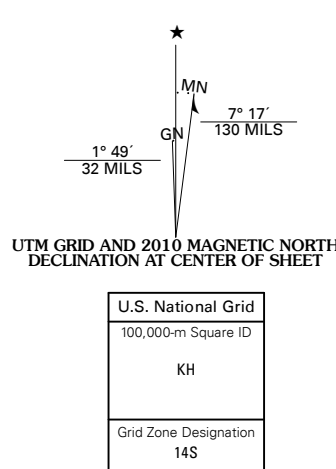 ★
MN
GN
7° 17´
130 MILS
1° 49´
32 MILS
UTM GRID AND 2010 MAGNETIC NORTH
DECLINATION AT CENTER OF SHEET
U.S. National Grid
100,000-m Square ID
KH
Grid Zone Designation
14S